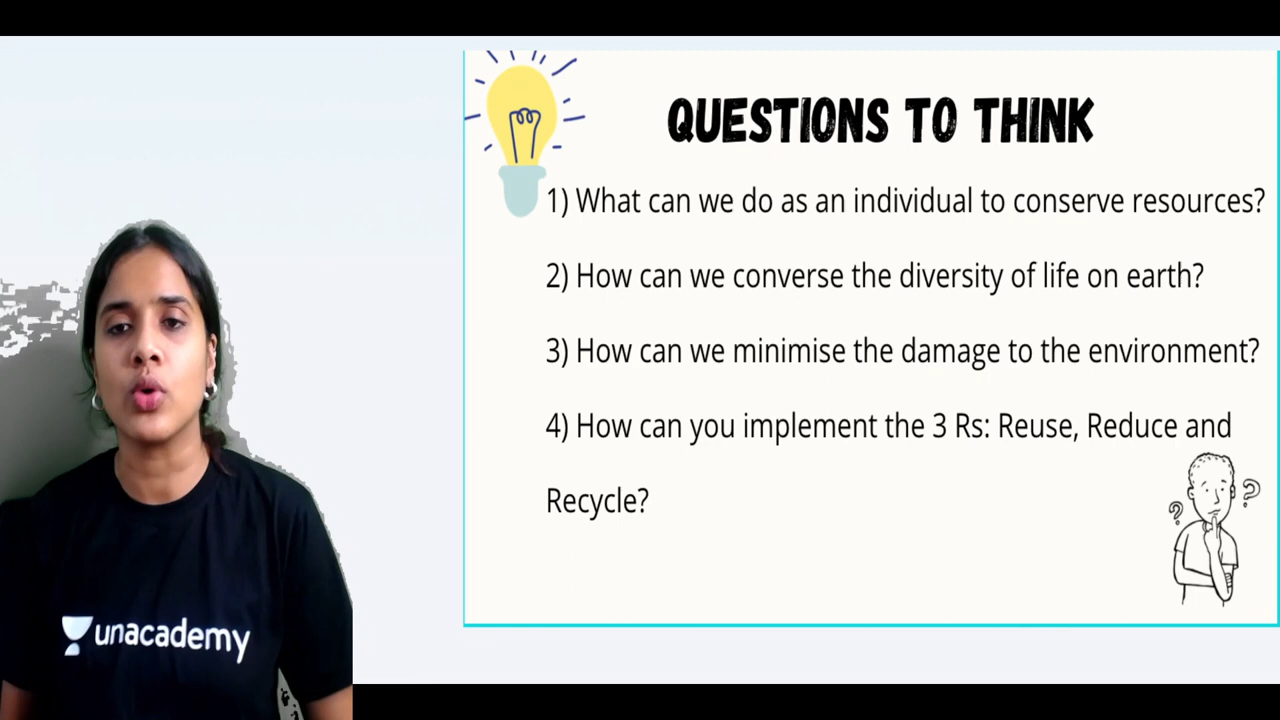 QUESTIONS TO THINK
1) What can we do as an individual to conserve resources?
2) How can we converse the diversity of life on earth?
3) How can we minimise the damage to the environment?
4) How can you implement the 3 Rs: Reuse, Reduce and
Recycle?
? ?
unacademy